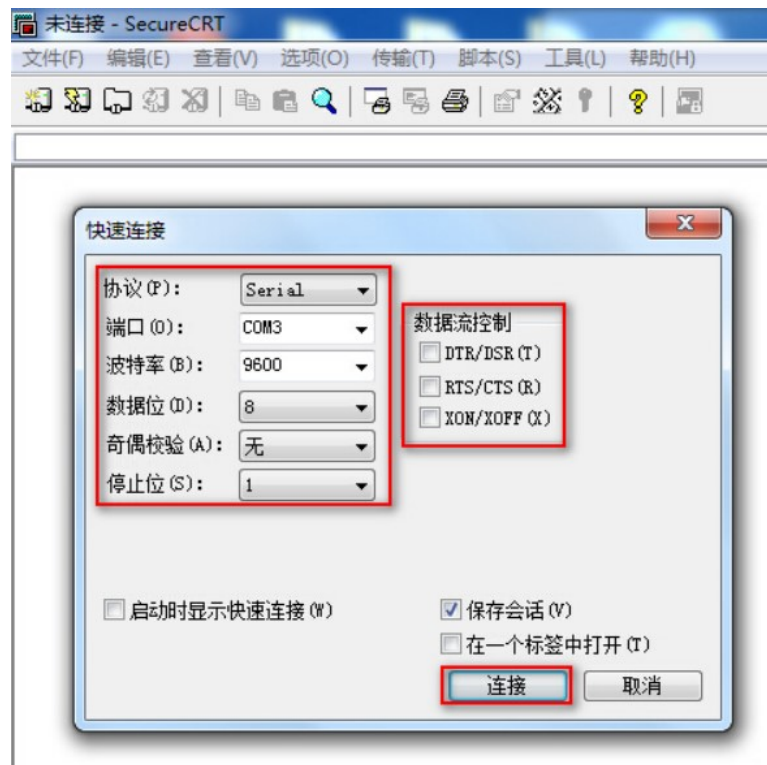 未连接 - SecureCRT
文件(F) 编辑(E) 查看(V) 选项(O) 传输(T) 脚本(S) 工具(L) 帮助(H)
快速连接
协议(P): Serial
端口(O): COM3
波特率(B): 9600
数据位(D): 8
奇偶校验(A): 无
停止位(S): 1
数据流控制
DTR/DSR(T)
RTS/CTS(R)
XON/XOFF(X)
启动时显示快速连接(W)
保存会话(V)
在一个标签中打开(T)
连接 取消